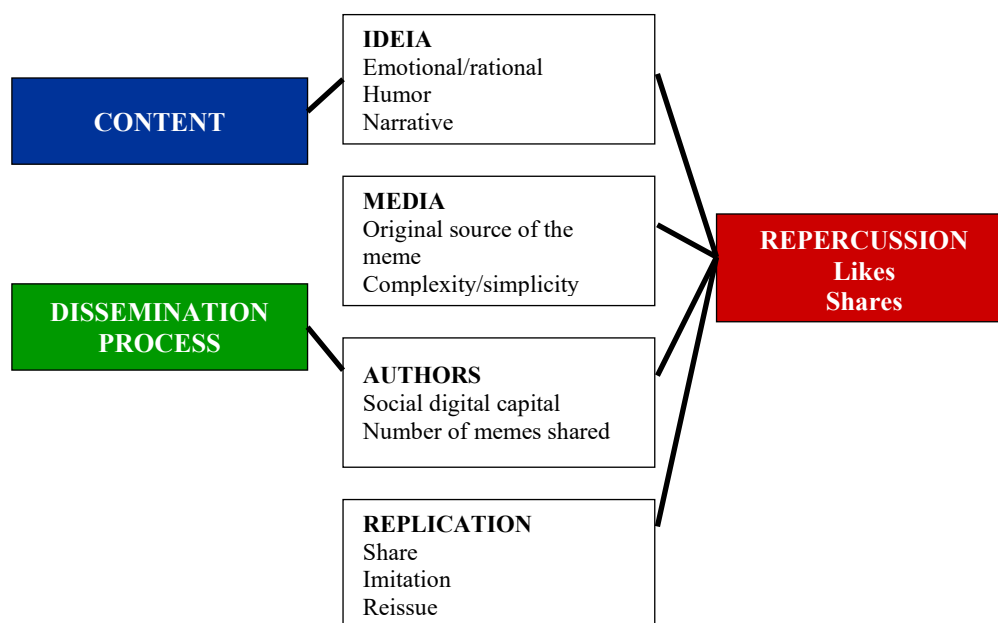 CONTENT
DISSEMINATION
PROCESS
IDEIA
Emotional/rational
Humor
Narrative
MEDIA
Original source of the
meme
Complexity/simplicity
AUTHORS
Social digital capital
Number of memes shared
REPLICATION
Share
Imitation
Reissue
REPERCUSSION
Likes
Shares